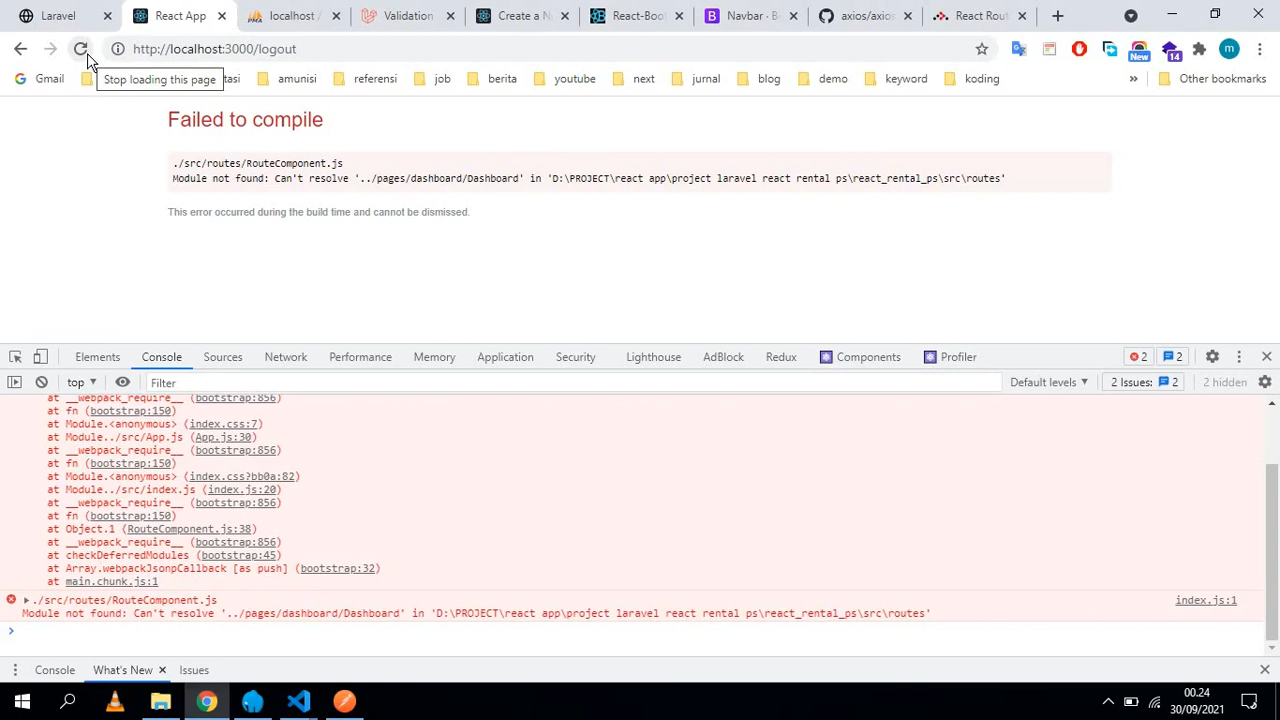 Laravel
React App
localhost /
Validation
Create a N
React-Boo
Navbar · B
axios/axio
React Rout
http://localhost:3000/logout
New
14
m
Gmail
tasi
amunisi
referensi
job
berita
youtube
next
jurnal
blog
demo
keyword
koding
»
Other bookmarks
Stop loading this page
Failed to compile
./src/routes/RouteComponent.js
Module not found: Can't resolve '../pages/dashboard/Dashboard' in 'D:\PROJECT\react app\project laravel react rental ps\react_rental_ps\src\routes'
This error occurred during the build time and cannot be dismissed.
Elements
Console
Sources
Network
Performance
Memory
Application
Security
Lighthouse
AdBlock
Redux
Components
Profiler
2
2
top
Filter
Default levels
2 Issues: 2
2 hidden
at __webpack_require__ (bootstrap:856)
at fn (bootstrap:150)
at Module.<anonymous> (index.css:7)
at Module../src/App.js (App.js:30)
at __webpack_require__ (bootstrap:856)
at fn (bootstrap:150)
at Module.<anonymous> (index.css?bb0a:82)
at Module../src/index.js (index.js:20)
at __webpack_require__ (bootstrap:856)
at fn (bootstrap:150)
at Object.1 (RouteComponent.js:38)
at __webpack_require__ (bootstrap:856)
at checkDeferredModules (bootstrap:45)
at Array.webpackJsonpCallback [as push] (bootstrap:32)
at main.chunk.js:1
./src/routes/RouteComponent.js
index.js:1
Module not found: Can't resolve '../pages/dashboard/Dashboard' in 'D:\PROJECT\react app\project laravel react rental ps\react_rental_ps\src\routes'
Console
What's New
Issues
00.24
30/09/2021